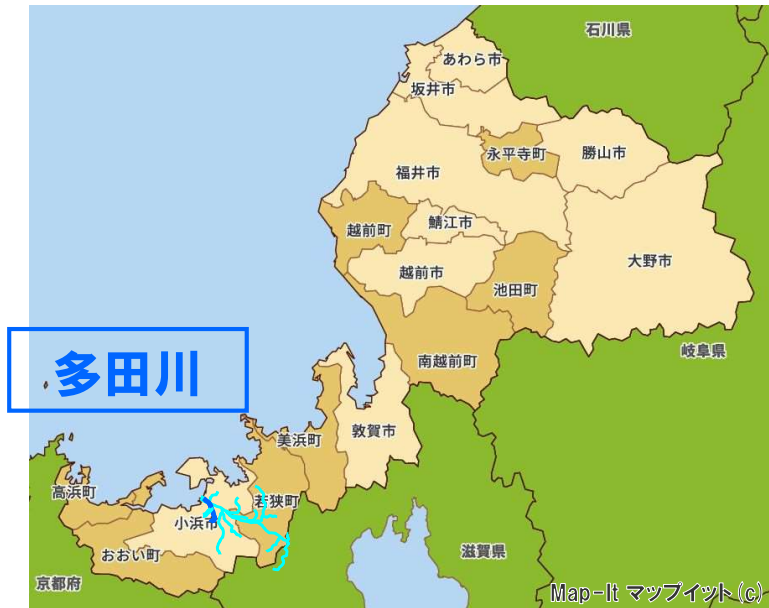 石川県
あわら市
坂井市
永平寺町
勝山市
福井市
越前町
鯖江市
大野市
越前市
池田町
多田川
南越前町
岐阜県
敦賀市
美浜町
高浜町
若狭町
小浜市
おおい町
滋賀県
京都府
Map-It マップイット(c)